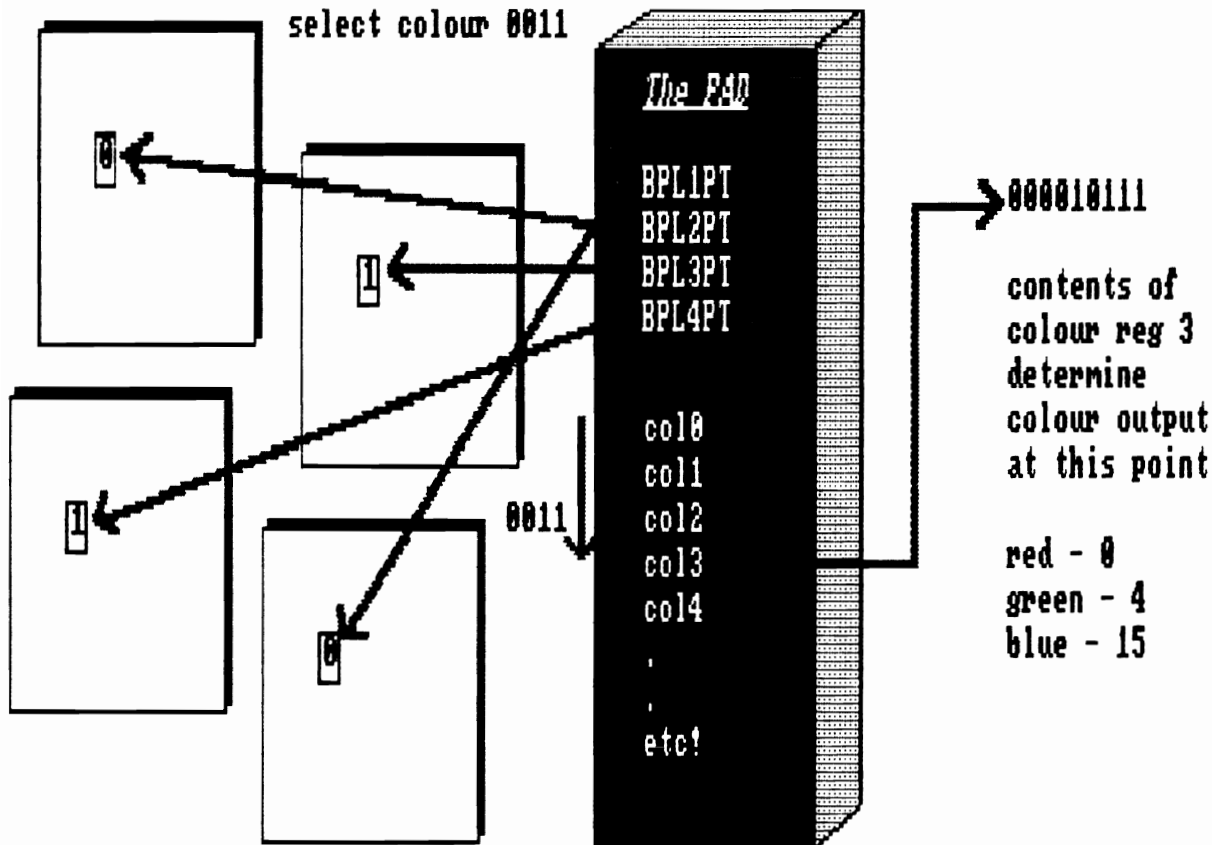 select colour 0011
0
1
1
0
The PAD
BPL1PT
BPL2PT
BPL3PT
BPL4PT
col0
col1
0011
col2
col3
col4
.
.
etc!
000010111
contents of
colour reg 3
determine
colour output
at this point
red - 0
green - 4
blue - 15